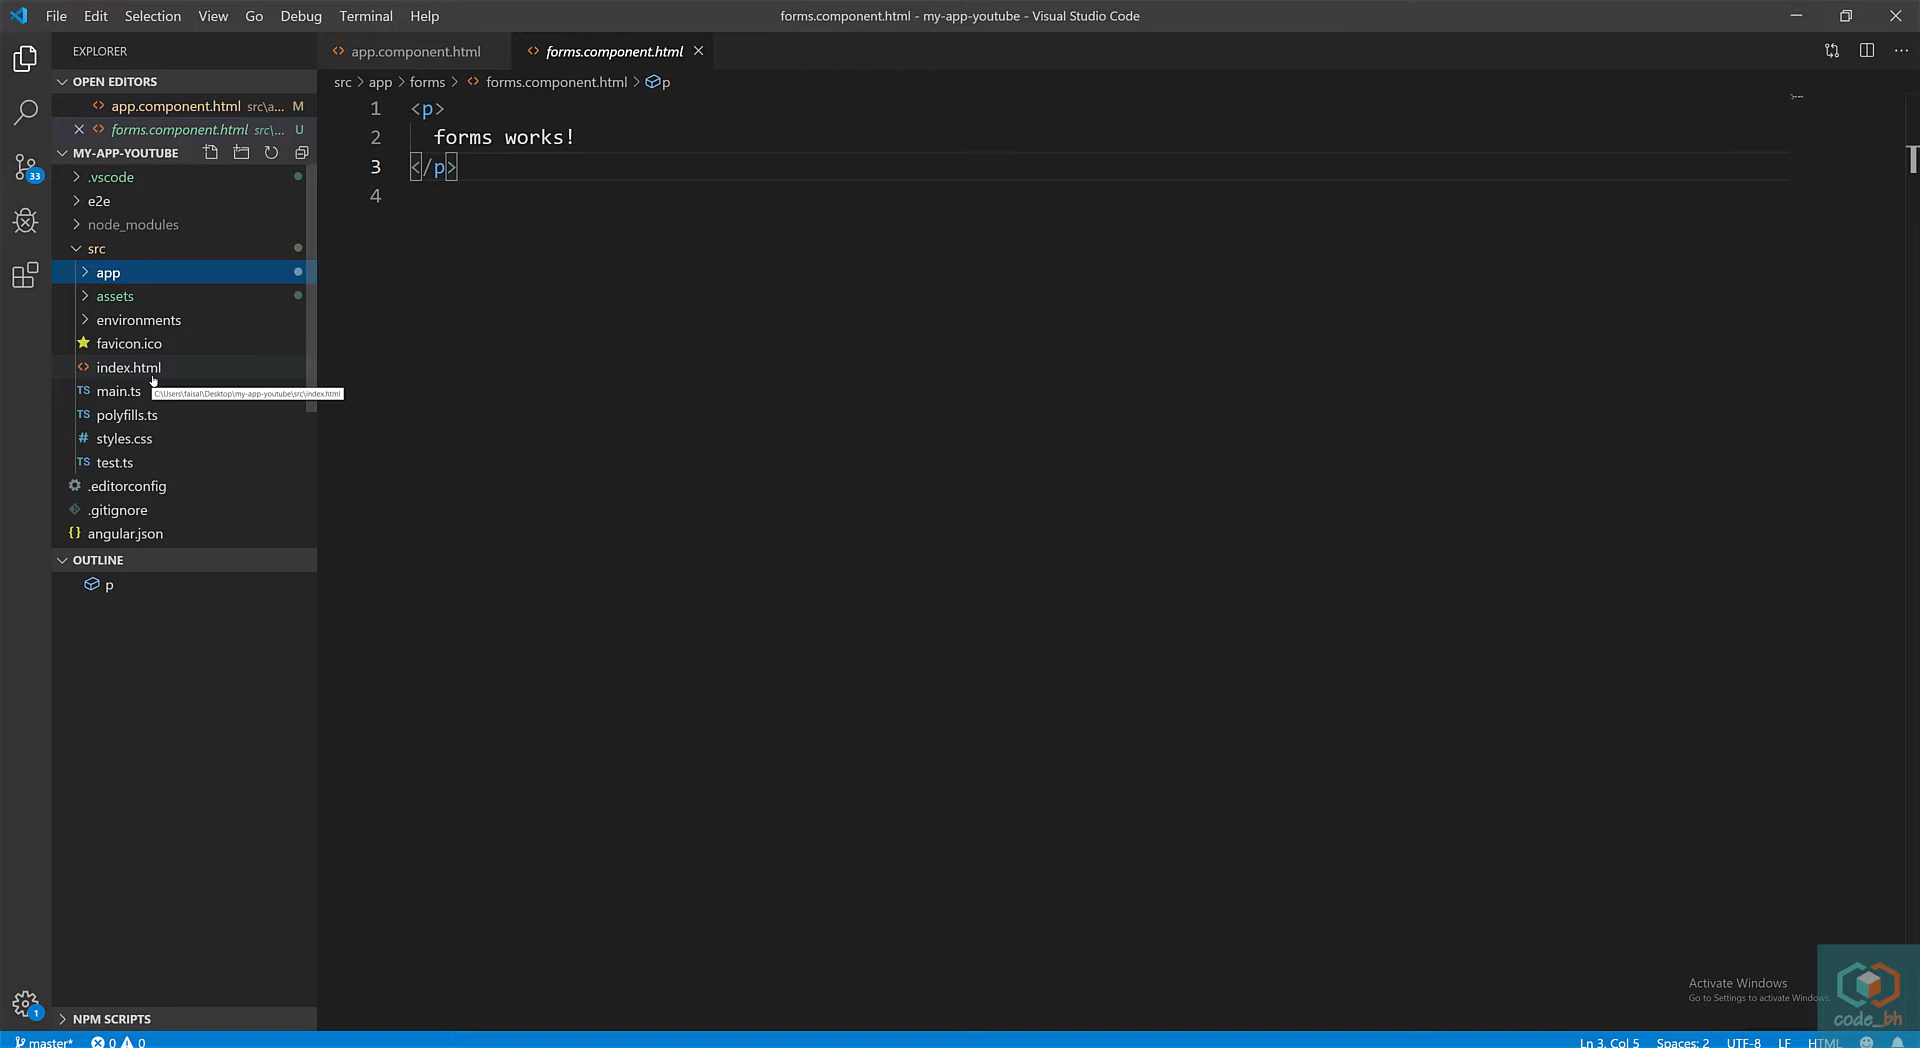 File Edit Selection View Go Debug Terminal Help
forms.component.html - my-app-youtube - Visual Studio Code
EXPLORER
OPEN EDITORS
app.component.html src\a... M
forms.component.html src\... U
MY-APP-YOUTUBE
.vscode
e2e
node_modules
src
app
assets
environments
favicon.ico
index.html
TS main.ts
C:\Users\faisal\Desktop\my-app-youtube\src\index.html
TS polyfills.ts
# styles.css
TS test.ts
.editorconfig
.gitignore
{} angular.json
OUTLINE
p
NPM SCRIPTS
33
1
app.component.html
forms.component.html
src > app > forms > forms.component.html > p
1 <p>
2 forms works!
3 </p>
4
Activate Windows
Go to Settings to activate Windows.
code_bh
master* 0 0
Ln 3, Col 5 Spaces: 2 UTF-8 LF HTML